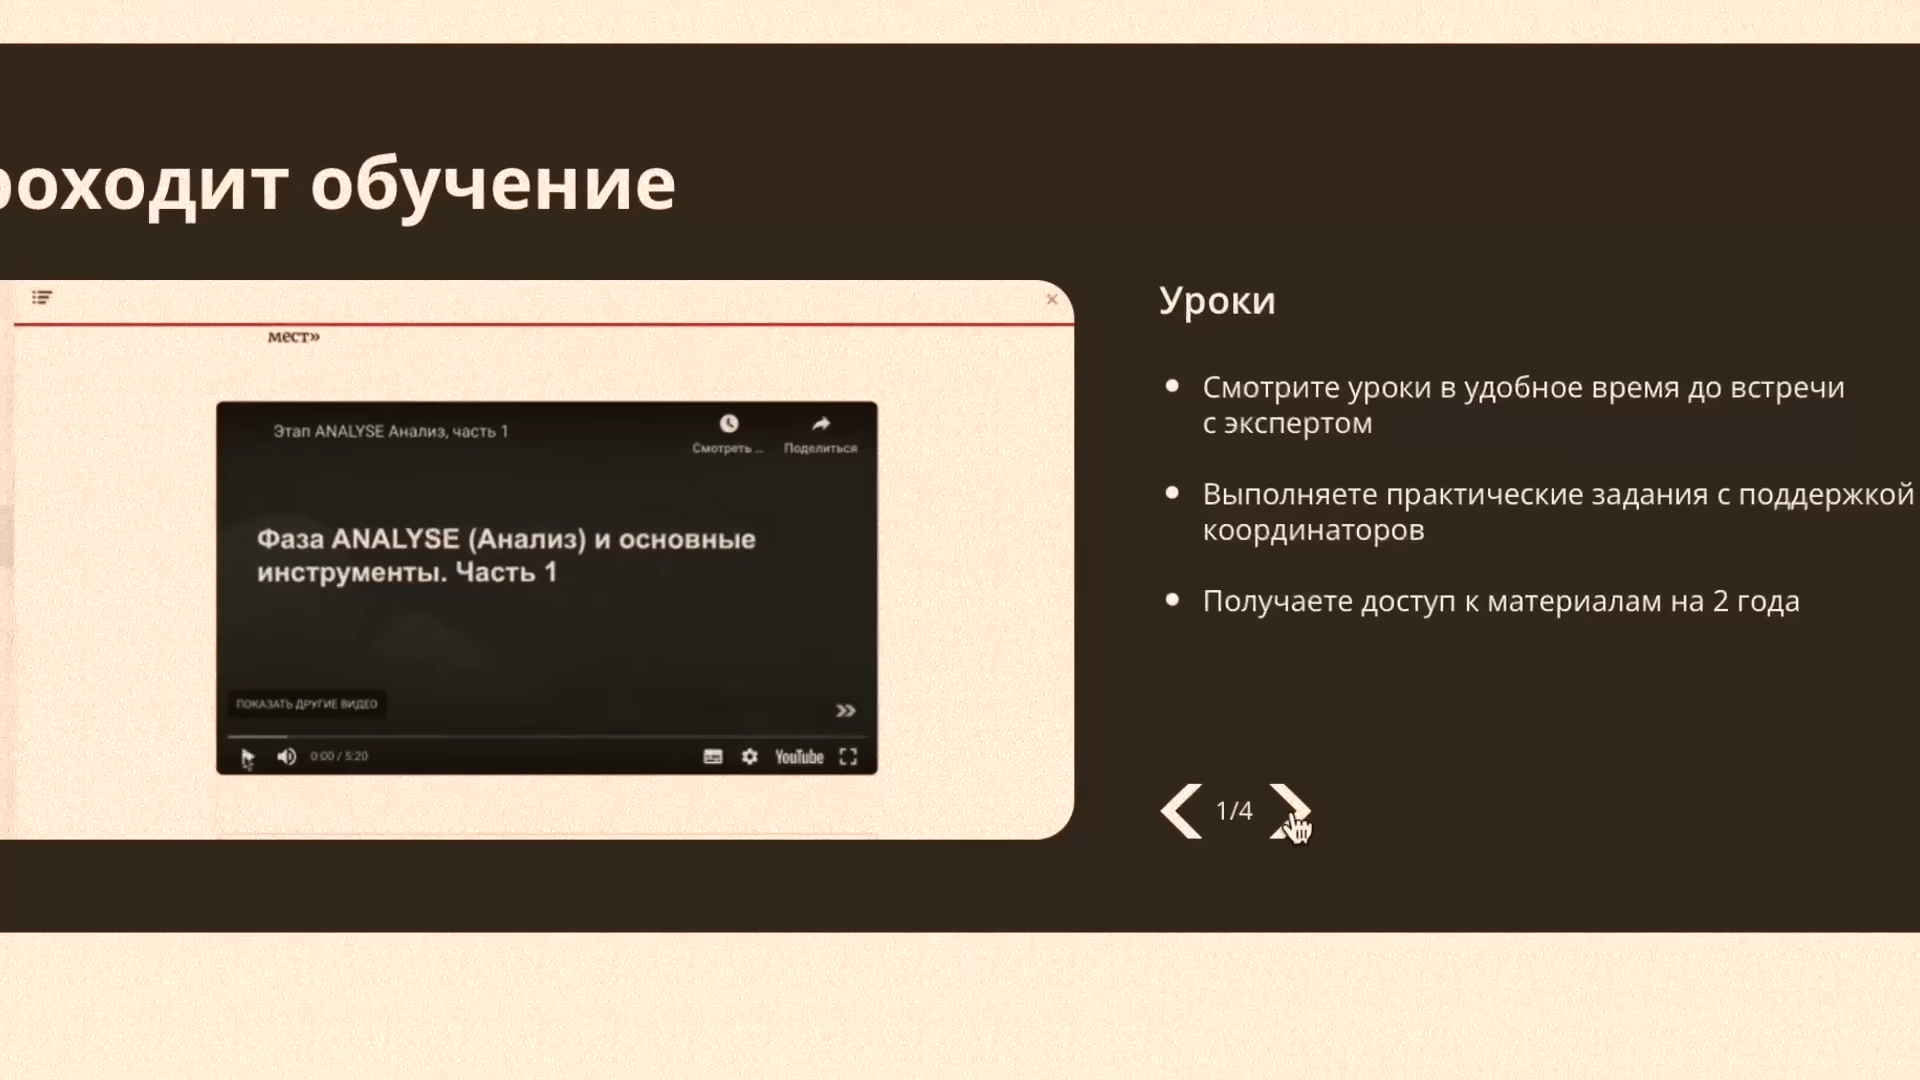 роходит обучение
мест»
Этап ANALYSE Анализ, часть 1
Смотреть ...
Поделиться
Фаза ANALYSE (Анализ) и основные
инструменты. Часть 1
ПОКАЗАТЬ ДРУГИЕ ВИДЕО
0:00 / 5:20
YouTube
Уроки
Смотрите уроки в удобное время до встречи
с экспертом
Выполняете практические задания с поддержкой
координаторов
Получаете доступ к материалам на 2 года
1/4